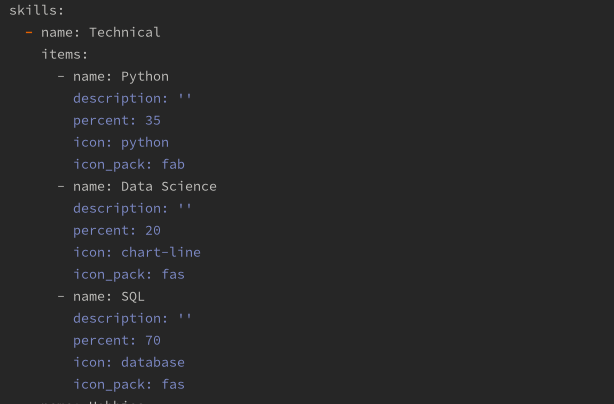 skills:
- name: Technical
items:
- name: Python
description: ''
percent: 35
icon: python
icon_pack: fab
- name: Data Science
description: ''
percent: 20
icon: chart-line
icon_pack: fas
- name: SQL
description: ''
percent: 70
icon: database
icon_pack: fas